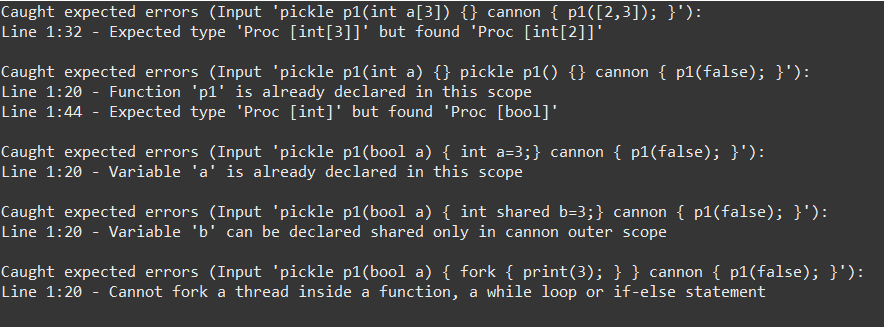 Caught expected errors (Input 'pickle p1(int a[3]) {} cannon { p1([2,3]); }'):
Line 1:32 - Expected type 'Proc [int[3]]' but found 'Proc [int[2]]'
Caught expected errors (Input 'pickle p1(int a) {} pickle p1() {} cannon { p1(false); }'):
Line 1:20 - Function 'p1' is already declared in this scope
Line 1:44 - Expected type 'Proc [int]' but found 'Proc [bool]'
Caught expected errors (Input 'pickle p1(bool a) { int a=3;} cannon { p1(false); }'):
Line 1:20 - Variable 'a' is already declared in this scope
Caught expected errors (Input 'pickle p1(bool a) { int shared b=3;} cannon { p1(false); }'):
Line 1:20 - Variable 'b' can be declared shared only in cannon outer scope
Caught expected errors (Input 'pickle p1(bool a) { fork { print(3); } } cannon { p1(false); }'):
Line 1:20 - Cannot fork a thread inside a function, a while loop or if-else statement